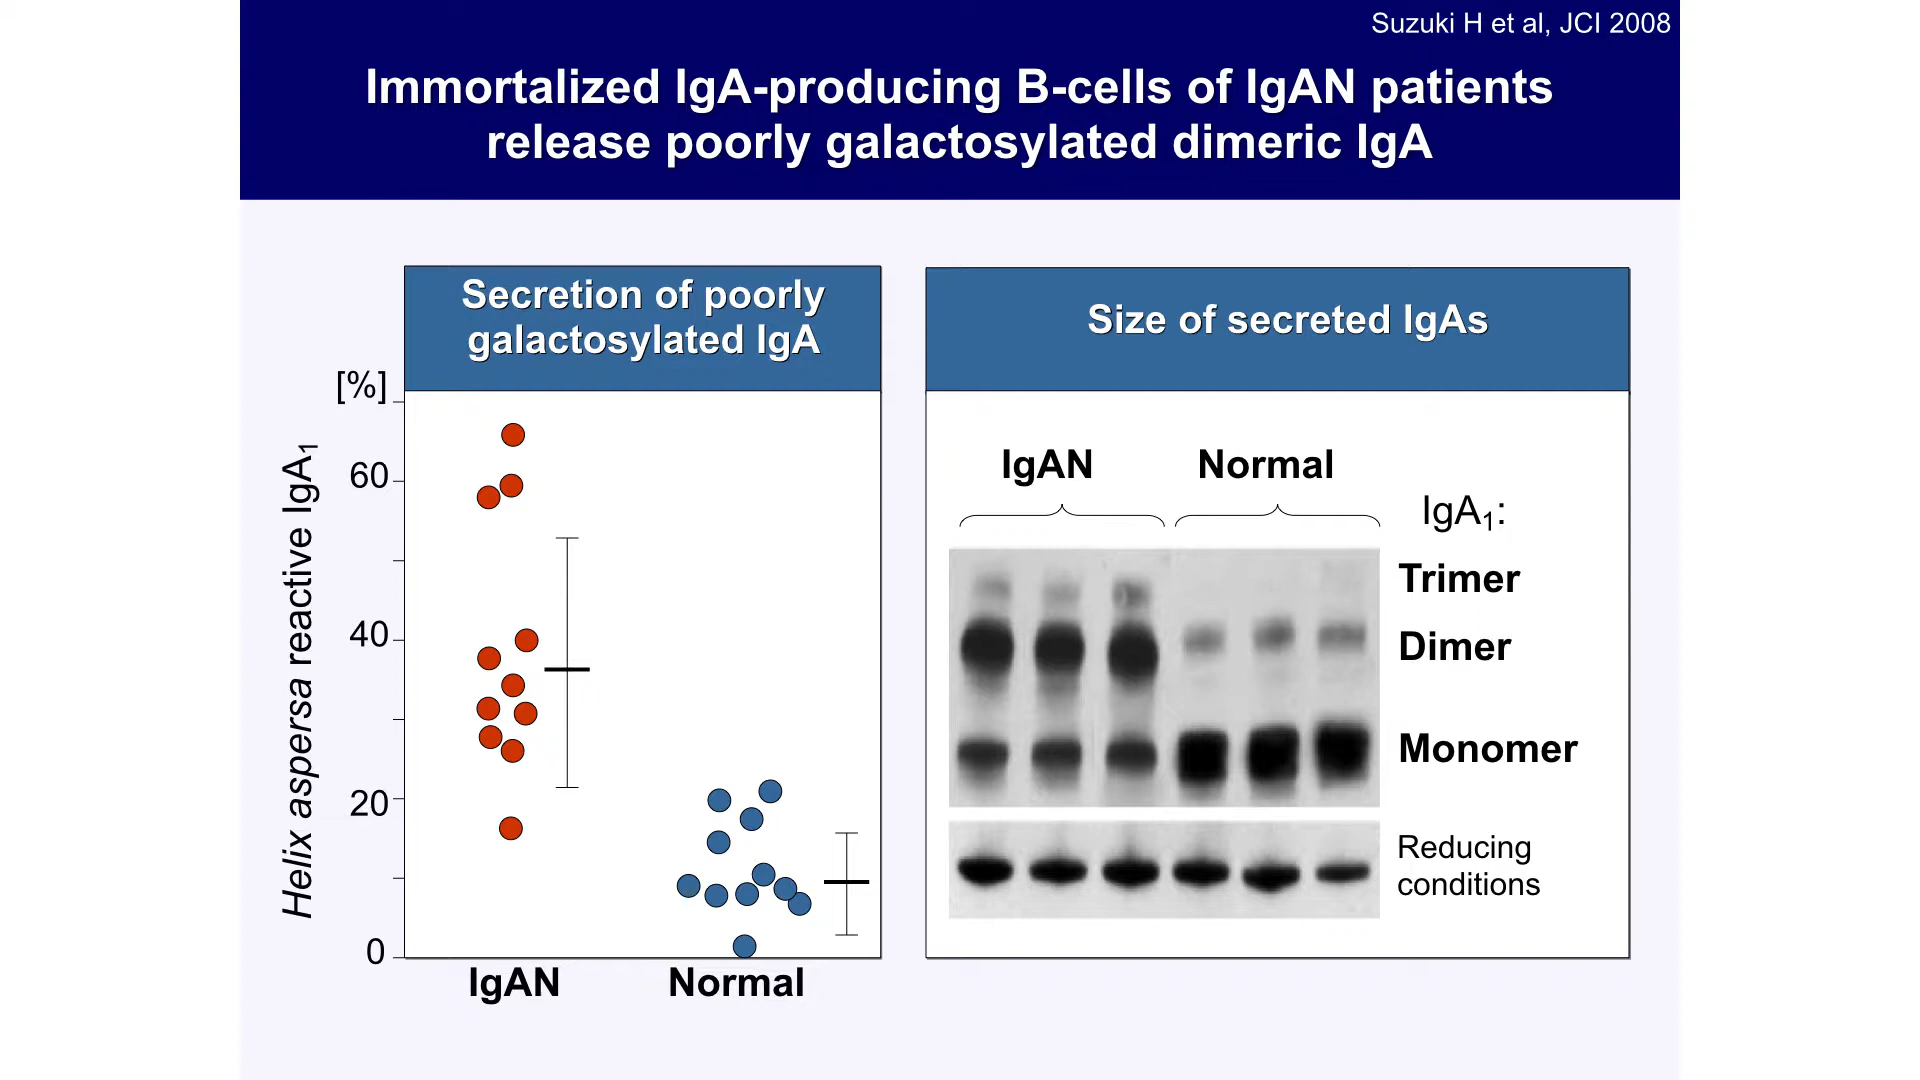 Suzuki H et al, JCI 2008
Immortalized IgA-producing B-cells of IgAN patients
release poorly galactosylated dimeric IgA
Secretion of poorly
galactosylated IgA
[%]
60
40
20
0
Helix aspersa reactive IgA₁
IgAN
Normal
Size of secreted IgAs
IgAN
Normal
IgA₁:
Trimer
Dimer
Monomer
Reducing
conditions